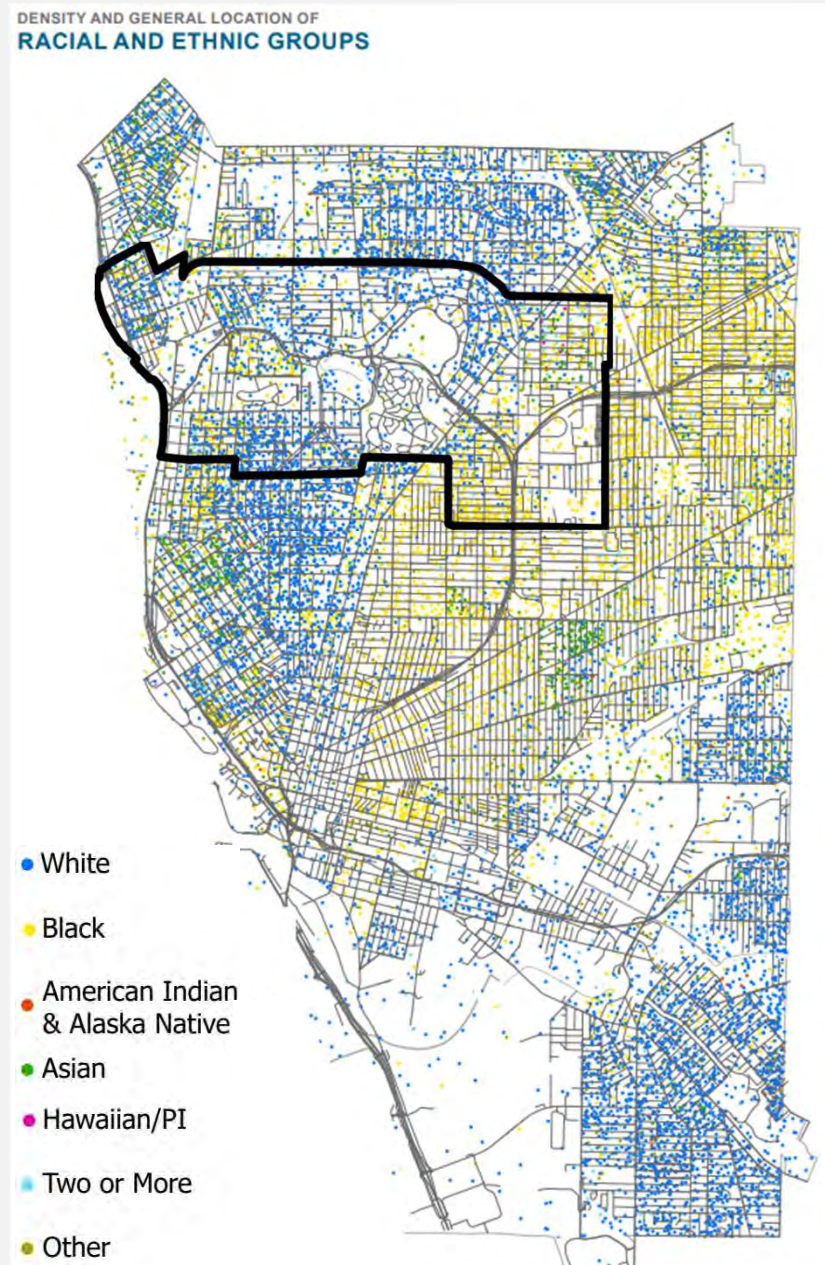 DENSITY AND GENERAL LOCATION OF
RACIAL AND ETHNIC GROUPS
White
Black
American Indian
& Alaska Native
Asian
Hawaiian/PI
Two or More
Other